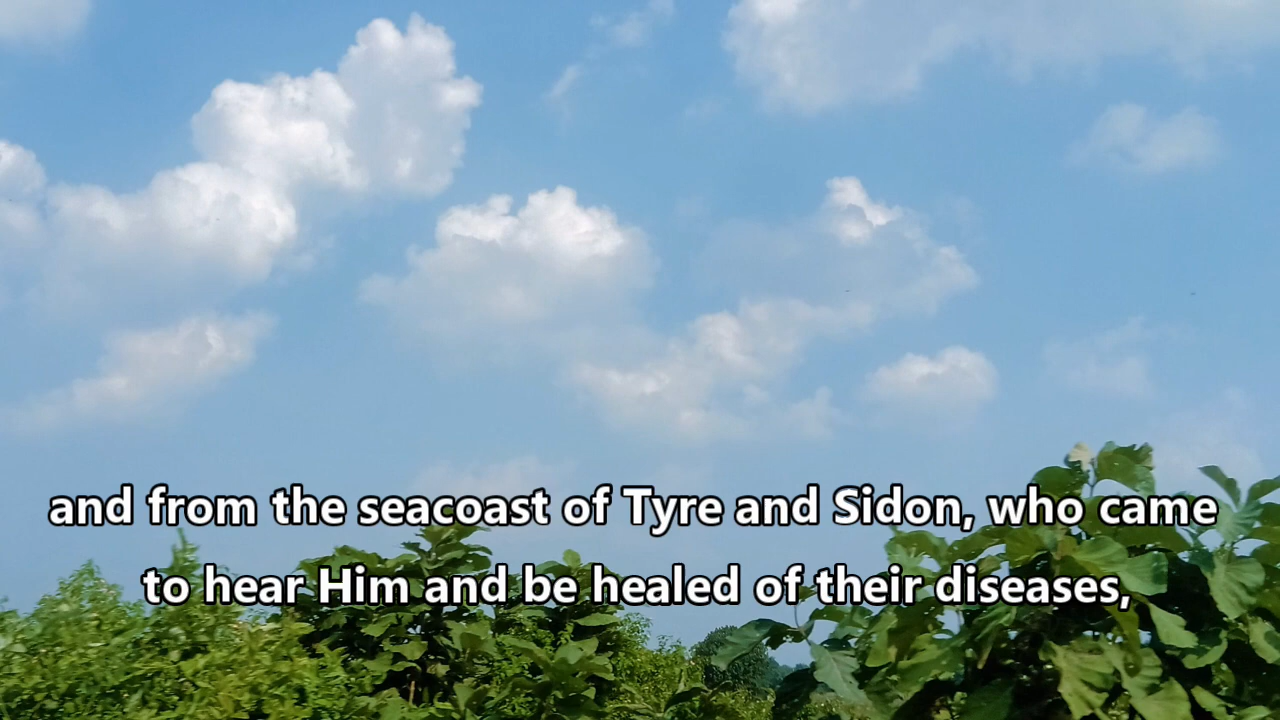 and from the seacoast of Tyre and Sidon, who came
to hear Him and be healed of their diseases,